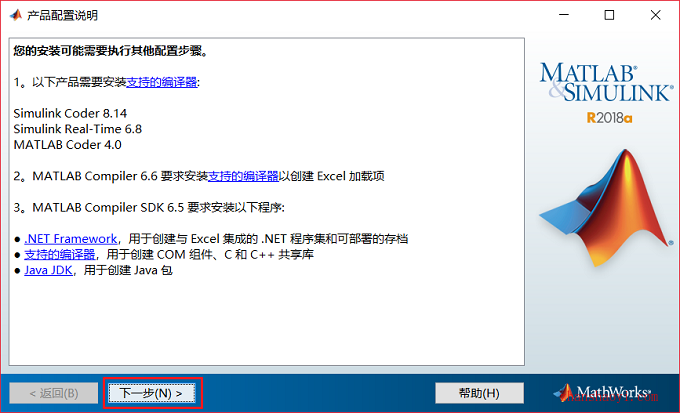 产品配置说明
您的安装可能需要执行其他配置步骤。
1。以下产品需要安装支持的编译器:
Simulink Coder 8.14
Simulink Real-Time 6.8
MATLAB Coder 4.0
2。MATLAB Compiler 6.6 要求安装支持的编译器以创建 Excel 加载项
3。MATLAB Compiler SDK 6.5 要求安装以下程序:
● .NET Framework，用于创建与 Excel 集成的 .NET 程序集和可部署的存档
● 支持的编译器，用于创建 COM 组件、C 和 C++ 共享库
● Java JDK，用于创建 Java 包
MATLAB®
&SIMULINK®
R2018a
®
< 返回(B)
下一步(N) >
帮助(H)
MathWorks®